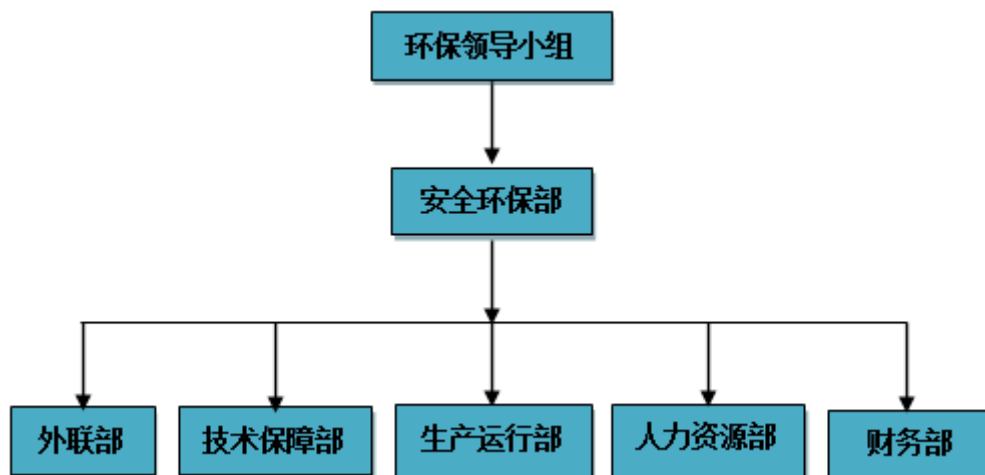 环保领导小组
安全环保部
外联部
技术保障部
生产运行部
人力资源部
财务部